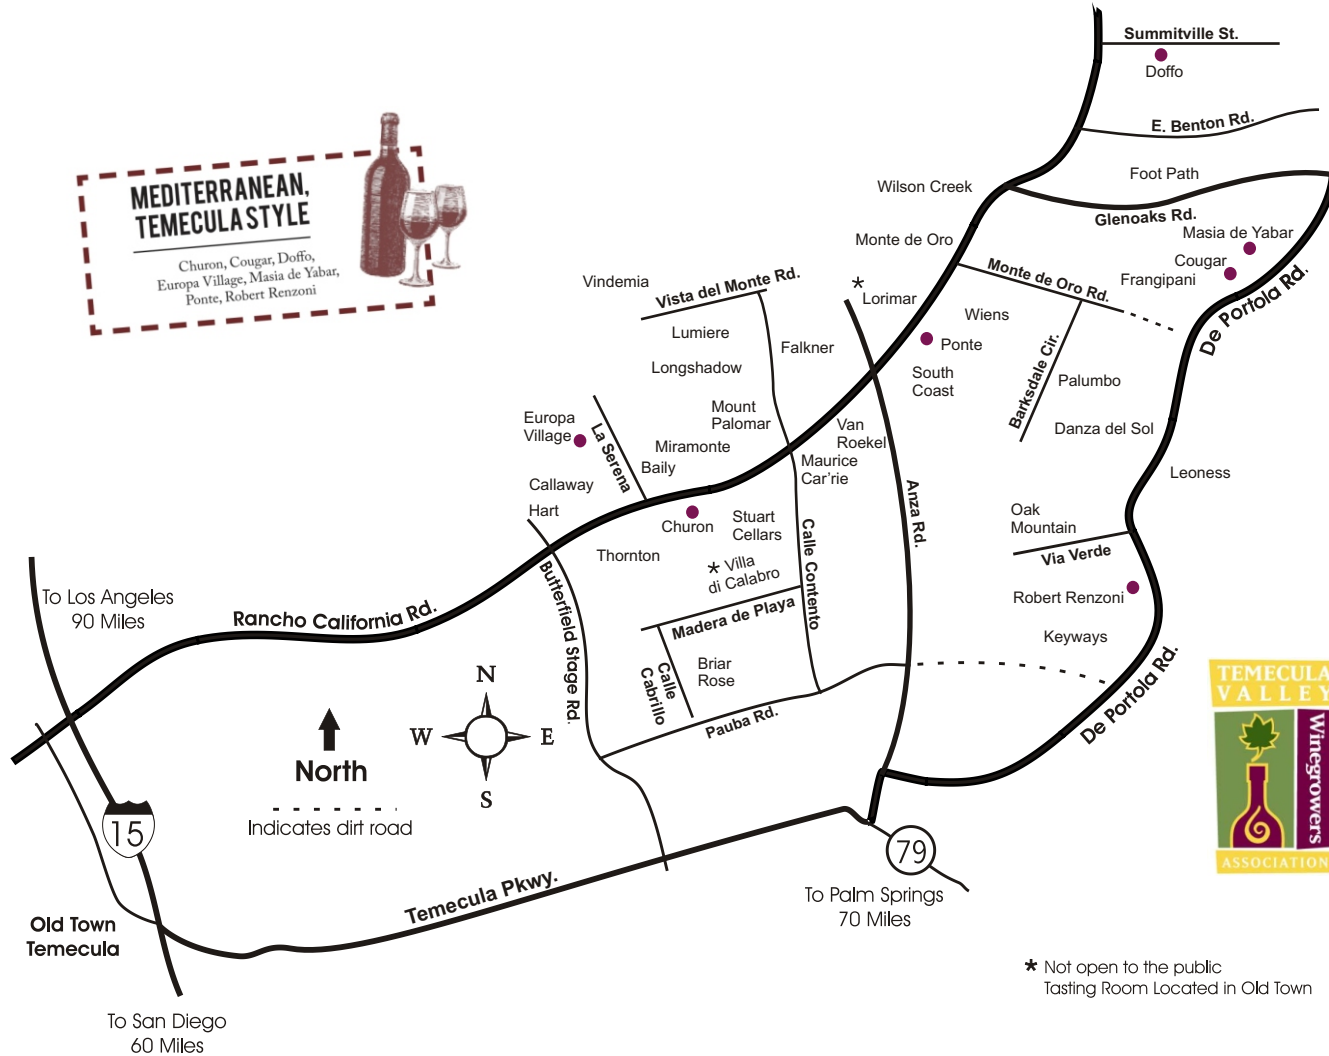 Summitville St.
Doffo
E. Benton Rd.
Foot Path
Wilson Creek
Glenoaks Rd.
Masia de Yabar
Cougar
Frangipani
Monte de Oro
Monte de Oro Rd.
De Portola Rd.
MEDITERRANEAN,
TEMECULA STYLE
Churon, Cougar, Doffo,
Europa Village, Masia de Yabar,
Ponte, Robert Renzoni
Vindemia
Vista del Monte Rd.
* Lorimar
Lumiere
Falkner
Longshadow
Wiens
Ponte
South
Coast
Barksdale Cir.
Palumbo
Danza del Sol
Leoness
Europa
Village
La Serena
Mount
Palomar
Miramonte
Baily
Van
Roekel
Maurice
Car'rie
Callaway
Hart
Churon
Stuart
Cellars
Thornton
* Villa
di Calabro
Calle Contento
Anza Rd.
Oak
Mountain
Via Verde
Robert Renzoni
Keyways
De Portola Rd.
To Los Angeles
90 Miles
Rancho California Rd.
Butterfield Stage Rd.
Madera de Playa
Calle
Cabrillo
Briar
Rose
Pauba Rd.
N
W
E
S
North
Indicates dirt road
15
79
To Palm Springs
70 Miles
Temecula Pkwy.
Old Town
Temecula
To San Diego
60 Miles
TEMECULA
VALLEY
Winegrowers
ASSOCIATION
* Not open to the public
Tasting Room Located in Old Town